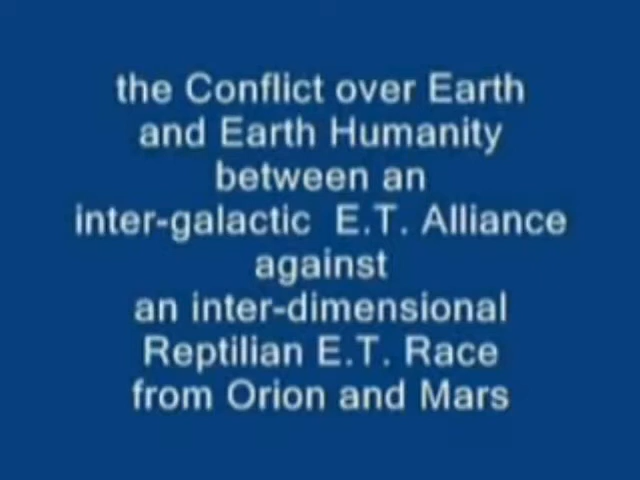 the Conflict over Earth
and Earth Humanity
between an
inter-galactic  E.T. Alliance
against
an inter-dimensional
Reptilian E.T. Race
from Orion and Mars